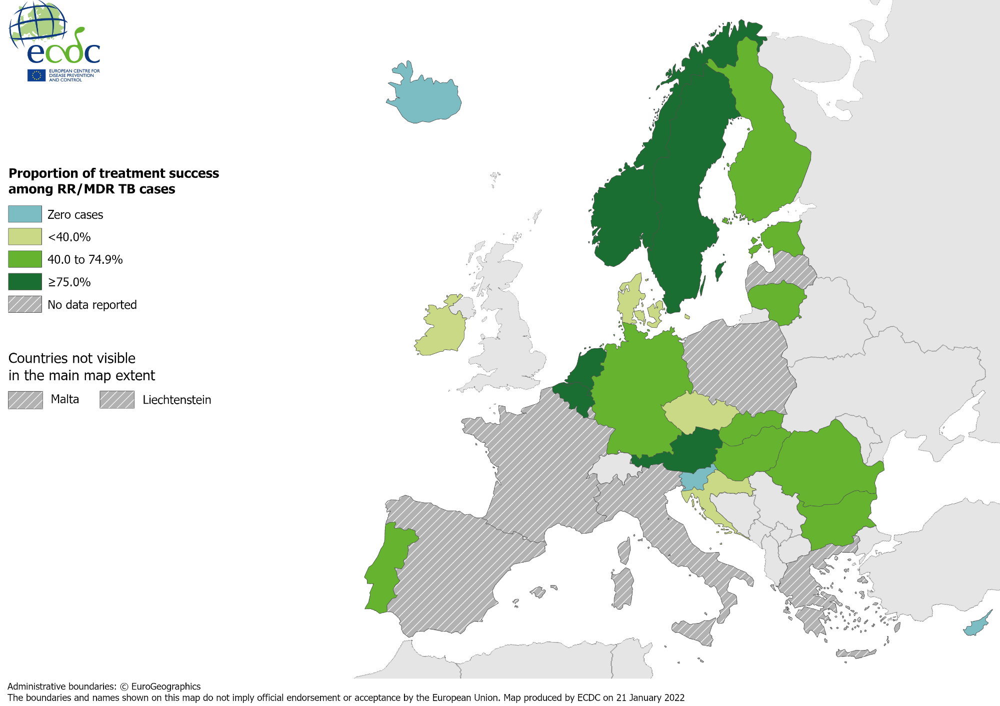 ecdc
EUROPEAN CENTRE FOR
DISEASE PREVENTION
AND CONTROL
Proportion of treatment success
among RR/MDR TB cases
Zero cases
<40.0%
40.0 to 74.9%
≥75.0%
No data reported
Countries not visible
in the main map extent
Malta
Liechtenstein
Administrative boundaries: © EuroGeographics
The boundaries and names shown on this map do not imply official endorsement or acceptance by the European Union. Map produced by ECDC on 21 January 2022